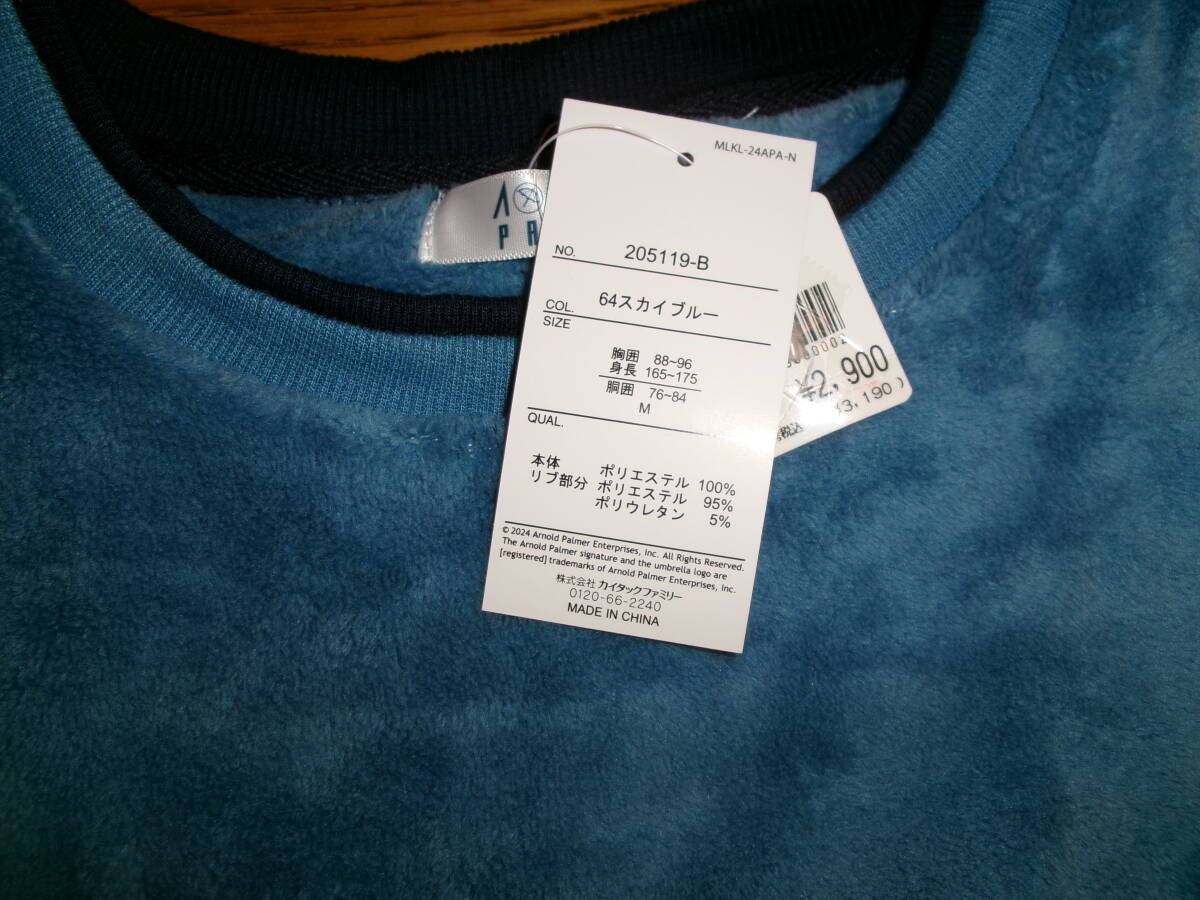 MLKL-24APA-N
NO. 205119-B
COL. 64スカイブルー
SIZE
胸囲 88~96
身長 165~175
胴囲 76~84
M
QUAL.
本体 ポリエステル 100%
リブ部分 ポリエステル 95%
ポリウレタン 5%
© 2024 Arnold Palmer Enterprises, Inc. All Rights Reserved.
The Arnold Palmer signature and the umbrella logo are
[registered] trademarks of Arnold Palmer Enterprises, Inc.
株式会社 カイタックファミリー
0120-66-2240
MADE IN CHINA
¥2,900
¥3,190)
税込